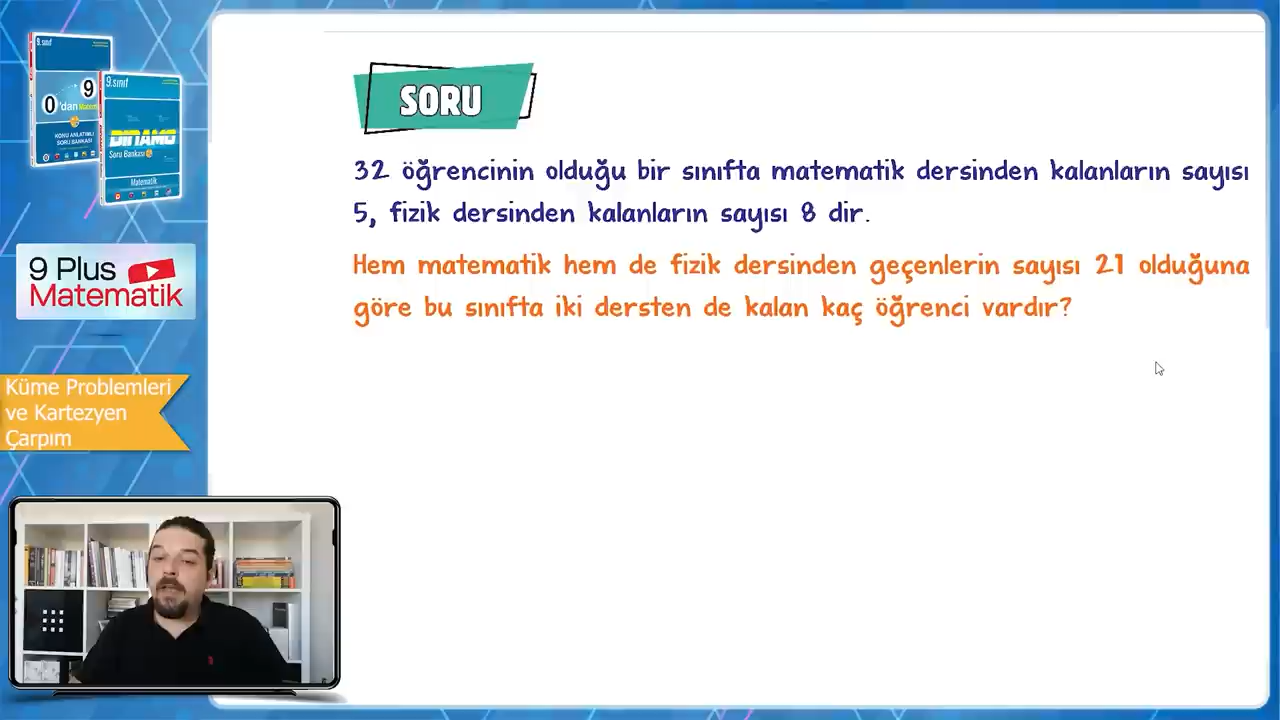 9.sınıf
0'dan 9
KONU ANLATIMLI
SORU BANKASI
9.sınıf
DİNAMO
Soru Bankası
Matematik
9 Plus
Matematik
Küme Problemleri
ve Kartezyen
Çarpım
SORU
32 öğrencinin olduğu bir sınıfta matematik dersinden kalanların sayısı
5, fizik dersinden kalanların sayısı 8 dir.
Hem matematik hem de fizik dersinden geçenlerin sayısı 21 olduğuna
göre bu sınıfta iki dersten de kalan kaç öğrenci vardır?